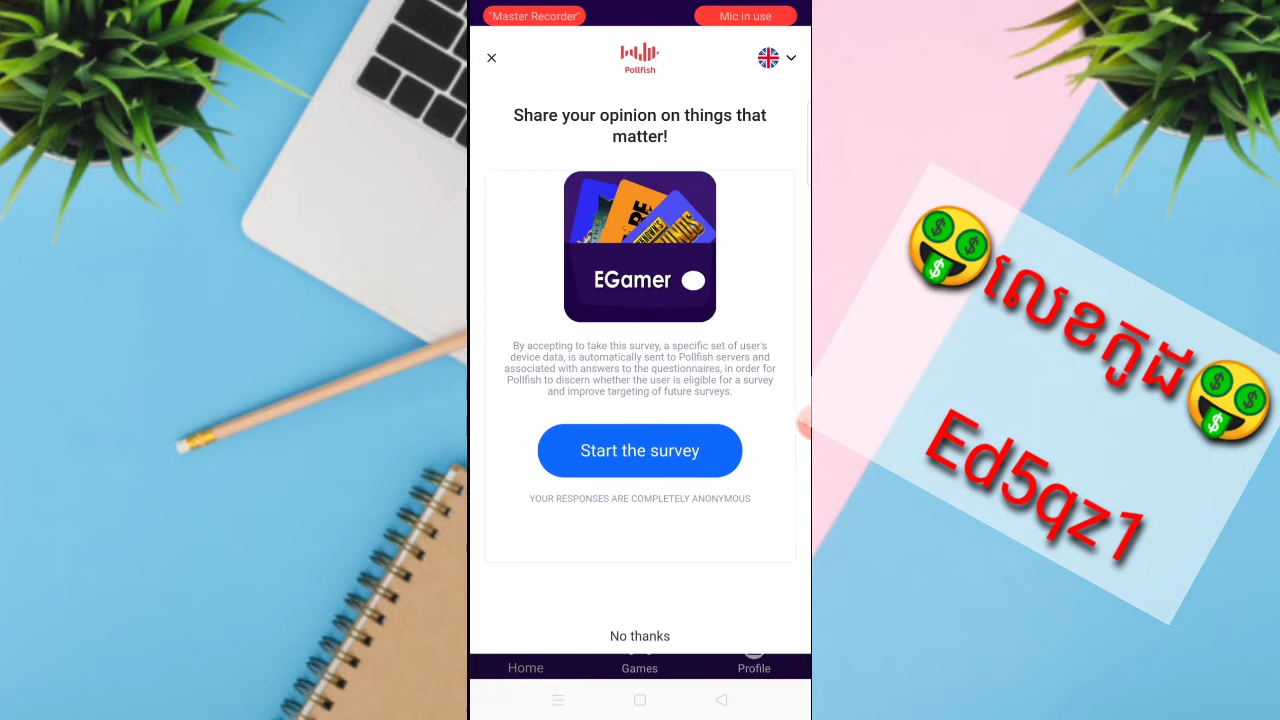 "Master Recorder"
Mic in use
Pollfish
Share your opinion on things that
matter!
EGamer
By accepting to take this survey, a specific set of user's
device data, is automatically sent to Pollfish servers and
associated with answers to the questionnaires, in order for
Pollfish to discern whether the user is eligible for a survey
and improve targeting of future surveys.
Start the survey
YOUR RESPONSES ARE COMPLETELY ANONYMOUS
No thanks
Home
Games
Profile
លេខកូផី
Ed5qz1